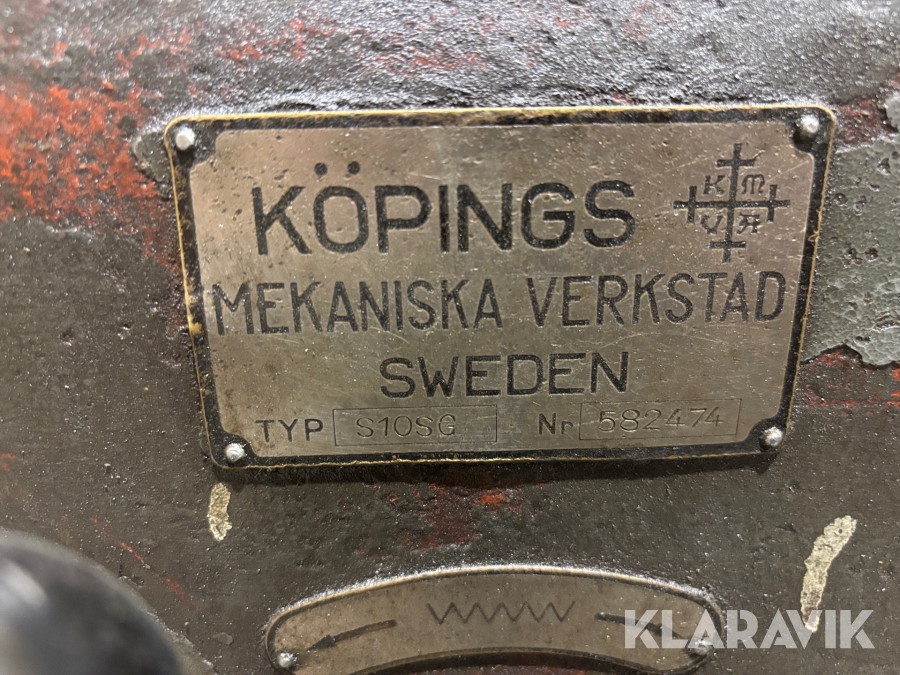 KÖPINGS
K M
V A
MEKANISKA VERKSTAD
SWEDEN
TYP S10SG Nr 582474
KLARAVIK